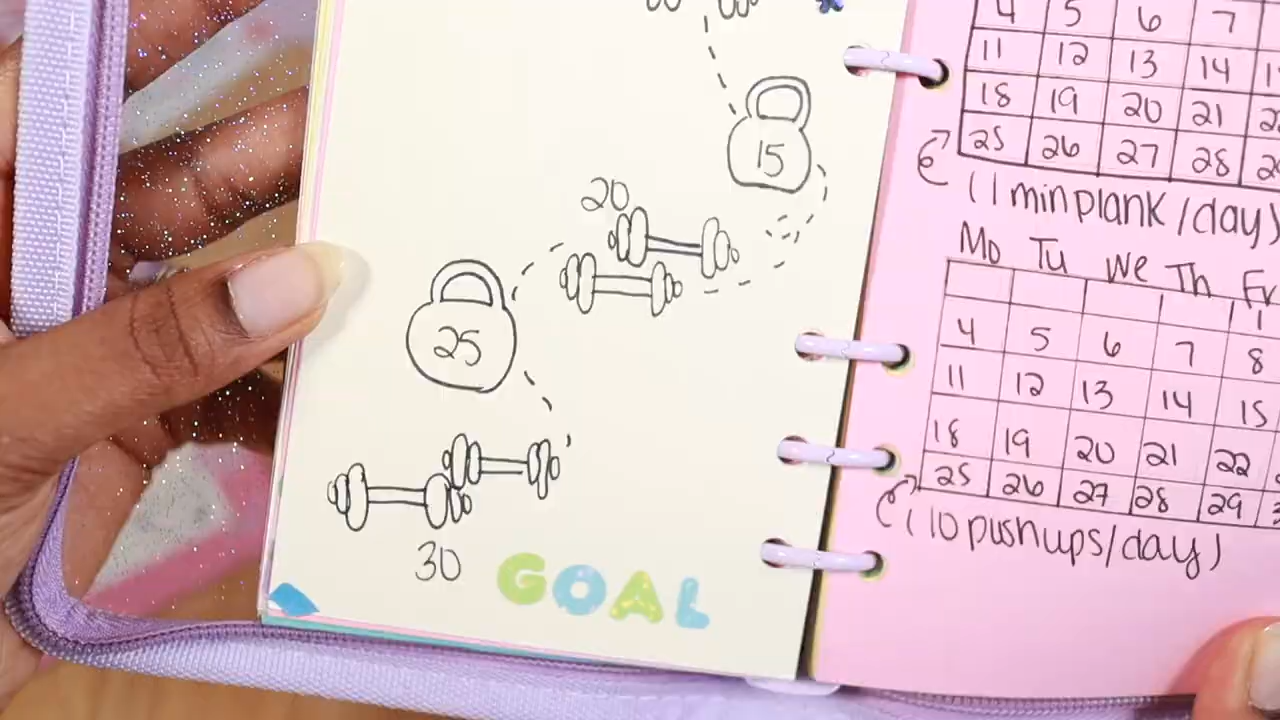 15
20
25
30
GOAL
4 5 6 7
11 12 13 14
18 19 20 21
25 26 27 28
(1 min plank/day)
Mo Tu We Th Fr
1
4 5 6 7 8
11 12 13 14 15
18 19 20 21 22
25 26 27 28 29
(10 pushups/day)